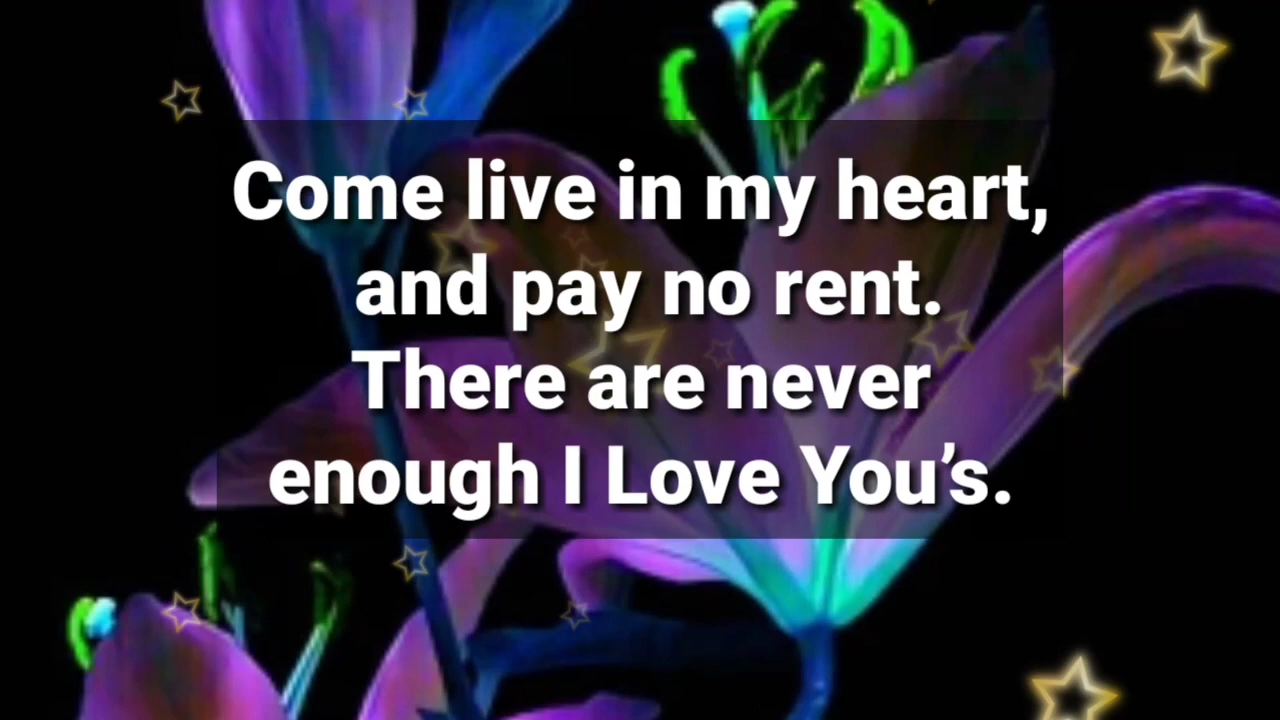 Come live in my heart,
and pay no rent.
There are never
enough I Love You’s.